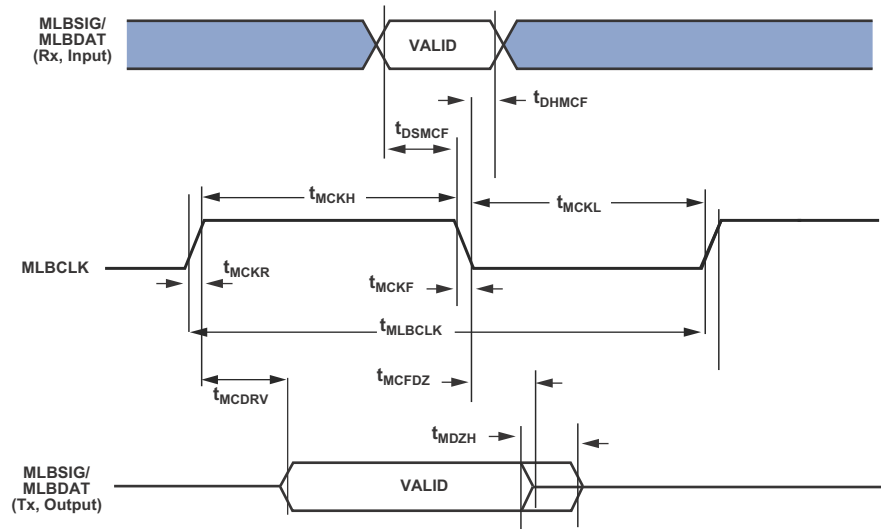 MLBSIG/
MLBDAT
(Rx, Input)
VALID
tDHMCF
tDSMCF
tMCKH
tMCKL
MLBCLK
tMCKR
tMCKF
tMLBCLK
tMCFDZ
tMCDRV
tMDZH
MLBSIG/
MLBDAT
(Tx, Output)
VALID